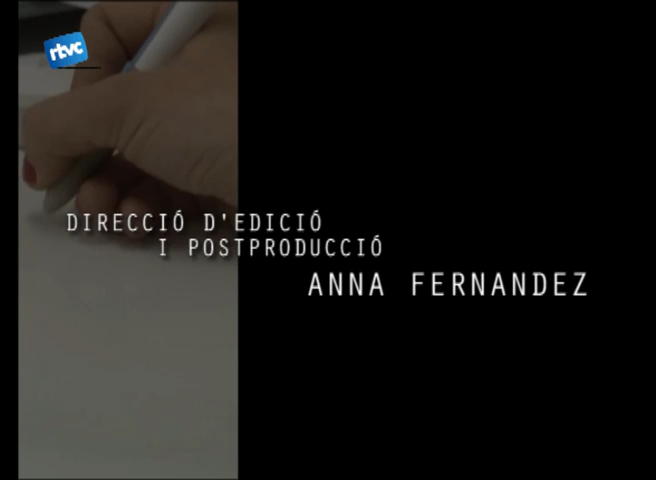 rtvc
DIRECCIÓ D'EDICIÓ
I POSTPRODUCCIÓ
ANNA FERNANDEZ